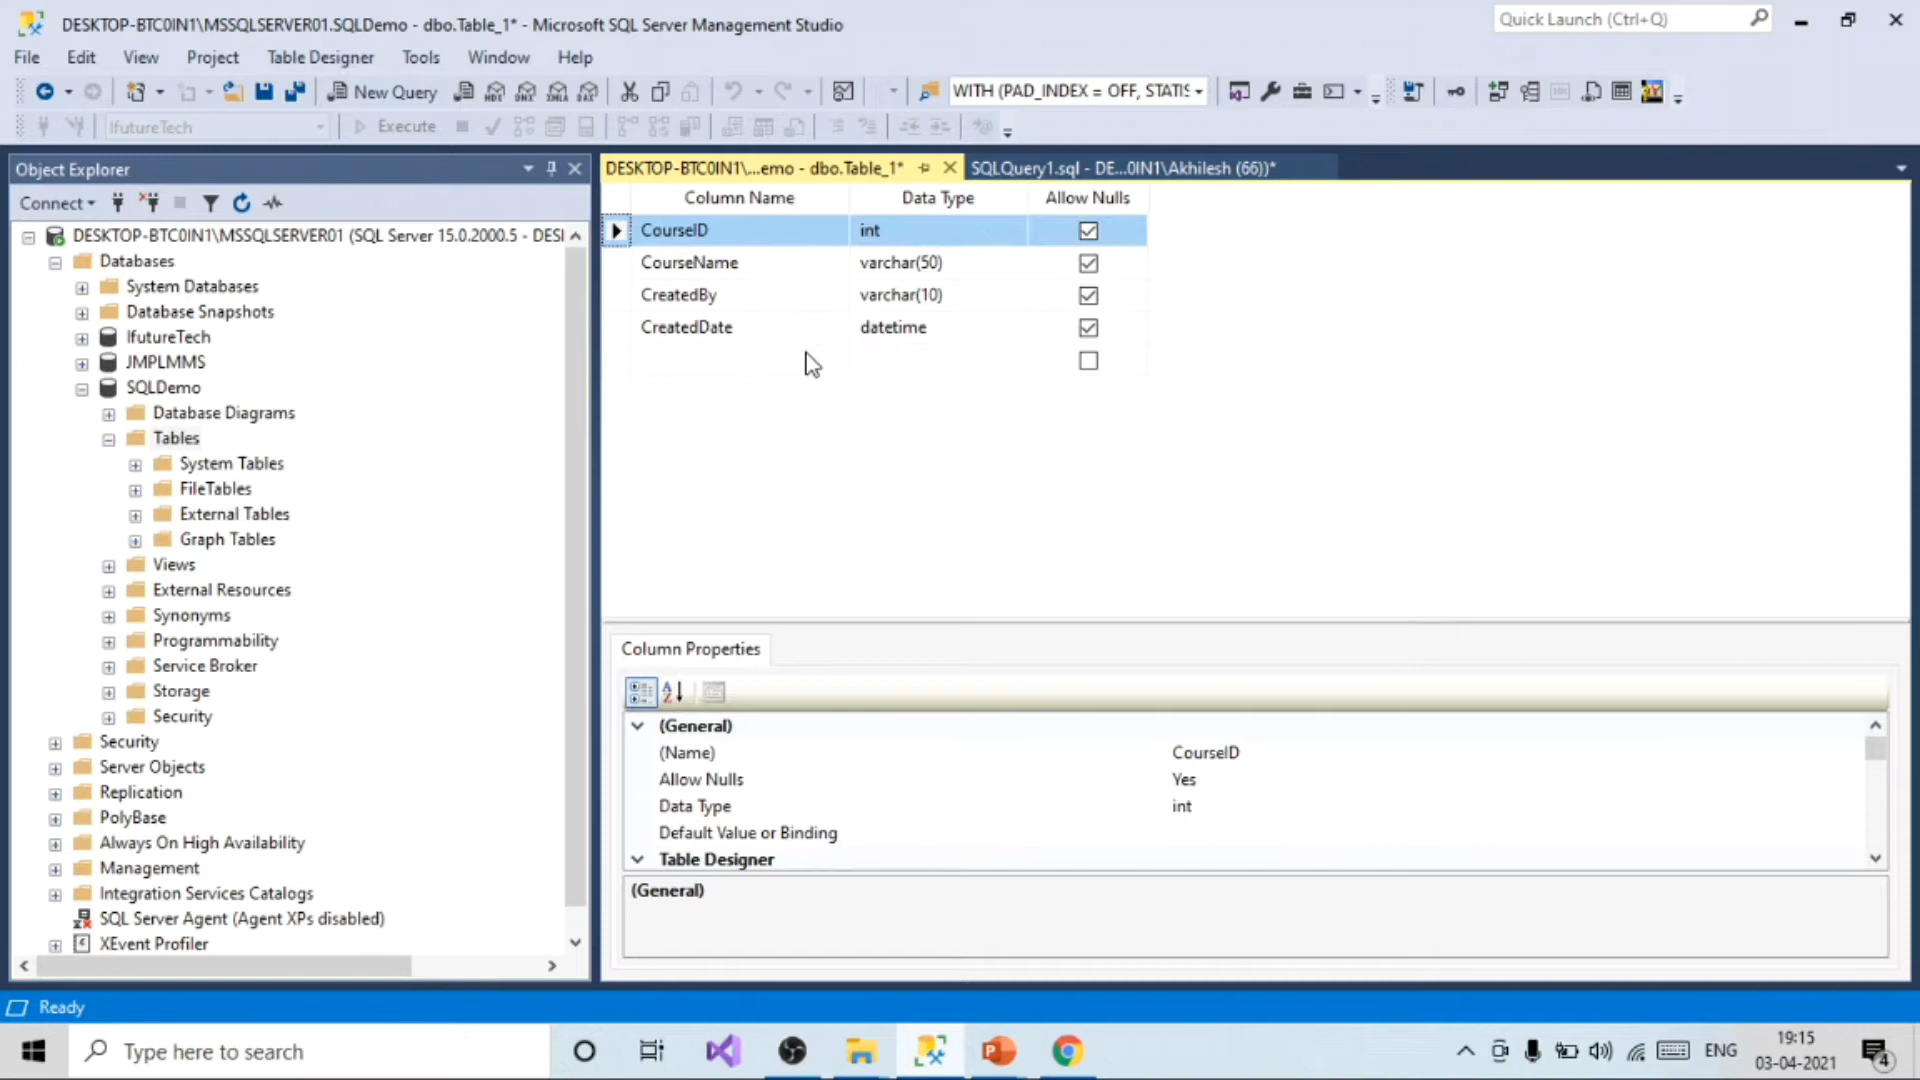 DESKTOP-BTC0IN1\MSSQLSERVER01.SQLDemo - dbo.Table_1* - Microsoft SQL Server Management Studio
Quick Launch (Ctrl+Q)
File Edit View Project Table Designer Tools Window Help
New Query
WITH (PAD_INDEX = OFF, STATIS
IfutureTech
Execute
Object Explorer
DESKTOP-BTC0IN1\...emo - dbo.Table_1*
SQLQuery1.sql - DE...0IN1\Akhilesh (66))*
Connect
Column Name Data Type Allow Nulls
CourseID int
CourseName varchar(50)
CreatedBy varchar(10)
CreatedDate datetime
DESKTOP-BTC0IN1\MSSQLSERVER01 (SQL Server 15.0.2000.5 - DESI
Databases
System Databases
Database Snapshots
IfutureTech
JMPLMMS
SQLDemo
Database Diagrams
Tables
System Tables
FileTables
External Tables
Graph Tables
Views
External Resources
Synonyms
Programmability
Service Broker
Storage
Security
Security
Server Objects
Replication
PolyBase
Always On High Availability
Management
Integration Services Catalogs
SQL Server Agent (Agent XPs disabled)
XEvent Profiler
Column Properties
(General)
(Name) CourseID
Allow Nulls Yes
Data Type int
Default Value or Binding
Table Designer
(General)
Ready
Type here to search
ENG
19:15
03-04-2021
4